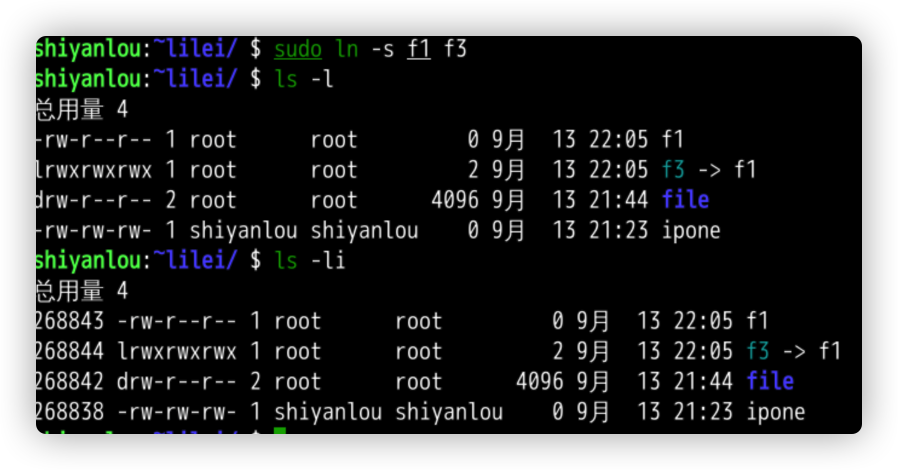 shiyanlou:~lilei/ $ sudo ln -s f1 f3
shiyanlou:~lilei/ $ ls -l
总用量 4
-rw-r--r-- 1 root      root         0 9月  13 22:05 f1
lrwxrwxrwx 1 root      root         2 9月  13 22:05 f3 -> f1
drw-r--r-- 2 root      root      4096 9月  13 21:44 file
-rw-rw-rw- 1 shiyanlou shiyanlou    0 9月  13 21:23 ipone
shiyanlou:~lilei/ $ ls -li
总用量 4
268843 -rw-r--r-- 1 root      root         0 9月  13 22:05 f1
268844 lrwxrwxrwx 1 root      root         2 9月  13 22:05 f3 -> f1
268842 drw-r--r-- 2 root      root      4096 9月  13 21:44 file
268838 -rw-rw-rw- 1 shiyanlou shiyanlou    0 9月  13 21:23 ipone
shiyanlou:~lilei/ $